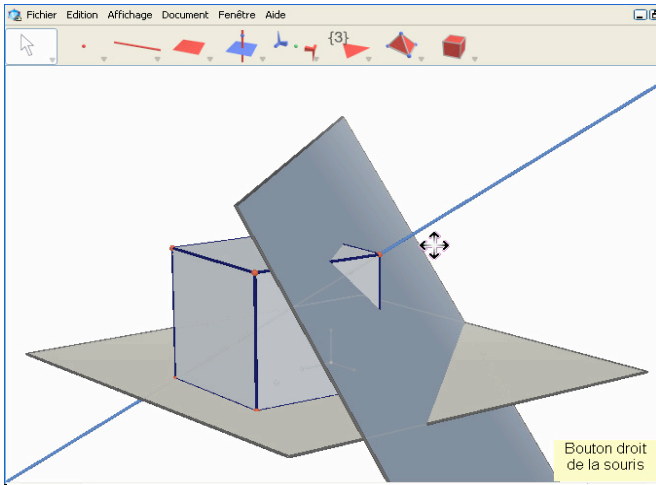 Fichier Edition Affichage Document Fenêtre Aide
{3}
Bouton droit
de la souris